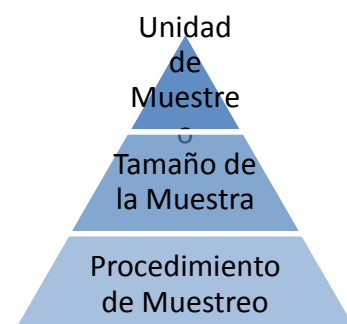 Unidad
de
Muestre
o
Tamaño de
la Muestra
Procedimiento
de Muestreo